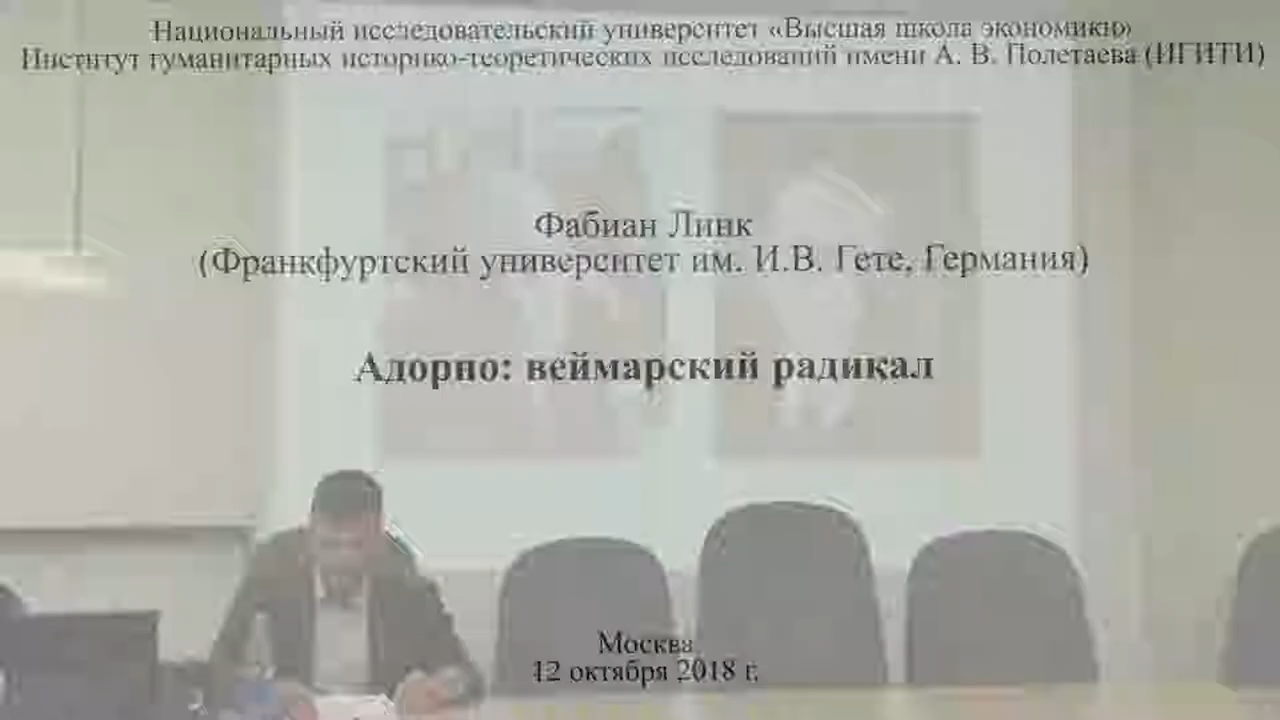 Национальный исследовательский университет «Высшая школа экономики»
Институт гуманитарных историко-теоретических исследований имени А. В. Полетаева (ИГИТИ)
Фабиан Линк
(Франкфуртский университет им. И.В. Гете, Германия)
Адорно: веймарский радикал
Москва
12 октября 2018 г.